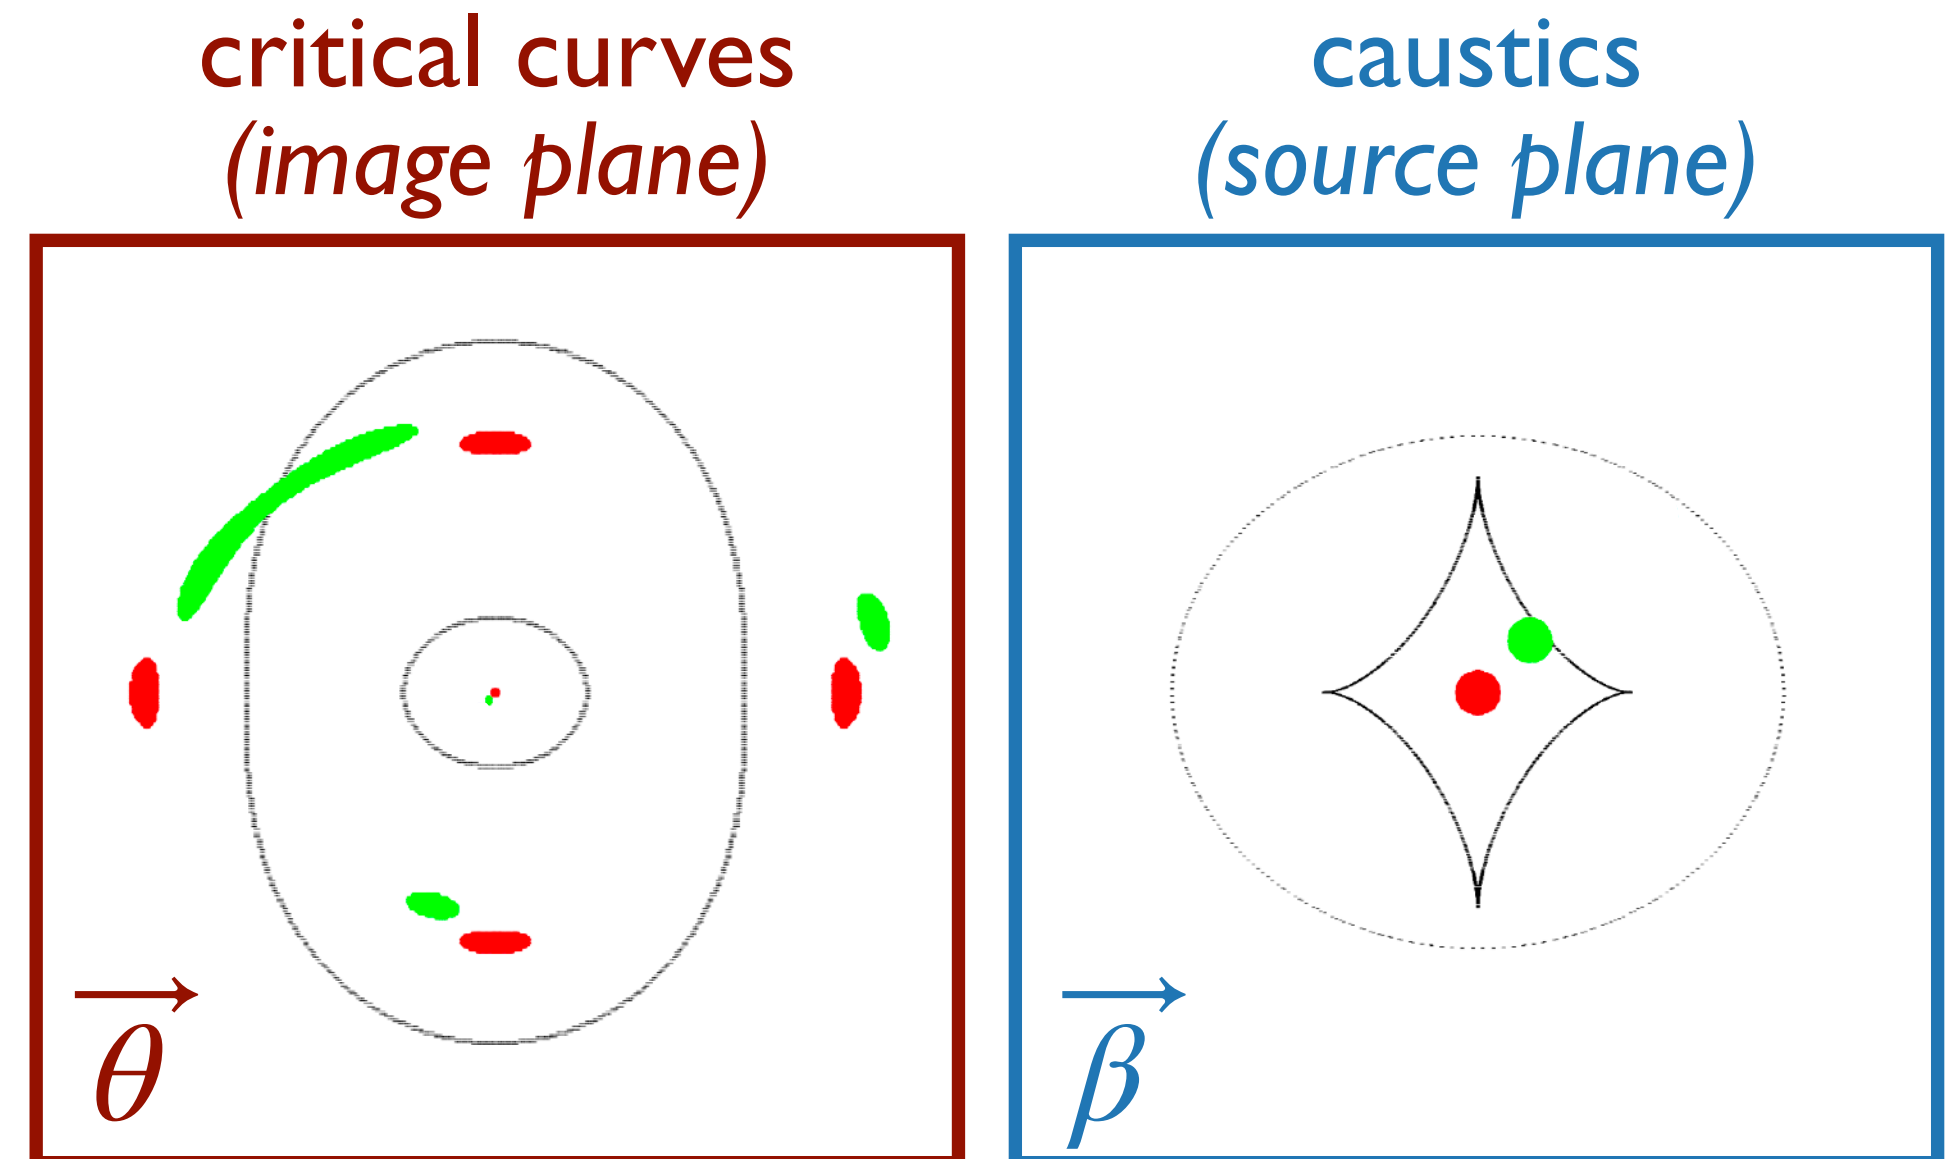 critical curves
(image plane)
caustics
(source plane)
θ⃗
β⃗